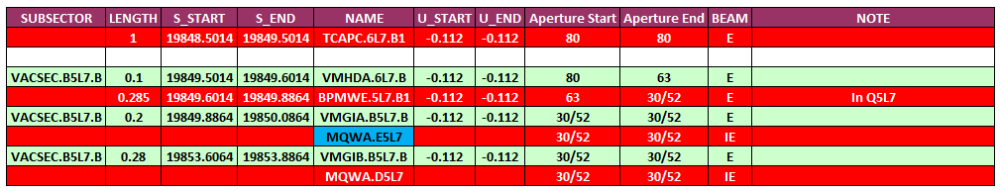 SUBSECTOR LENGTH S_START S_END NAME U_START U_END Aperture Start Aperture End BEAM NOTE
1 19848.5014 19849.5014 TCAPC.6L7.B1 -0.112 -0.112 80 80 E
VACSEC.B5L7.B 0.1 19849.5014 19849.6014 VMHDA.6L7.B -0.112 -0.112 80 63 E
0.285 19849.6014 19849.8864 BPMWE.5L7.B1 -0.112 -0.112 63 30/52 E In Q5L7
VACSEC.B5L7.B 0.2 19849.8864 19850.0864 VMGIA.B5L7.B -0.112 -0.112 30/52 30/52 E
MQWA.E5L7 30/52 30/52 IE
VACSEC.B5L7.B 0.28 19853.6064 19853.8864 VMGIB.B5L7.B -0.112 -0.112 30/52 30/52 E
MQWA.D5L7 30/52 30/52 IE